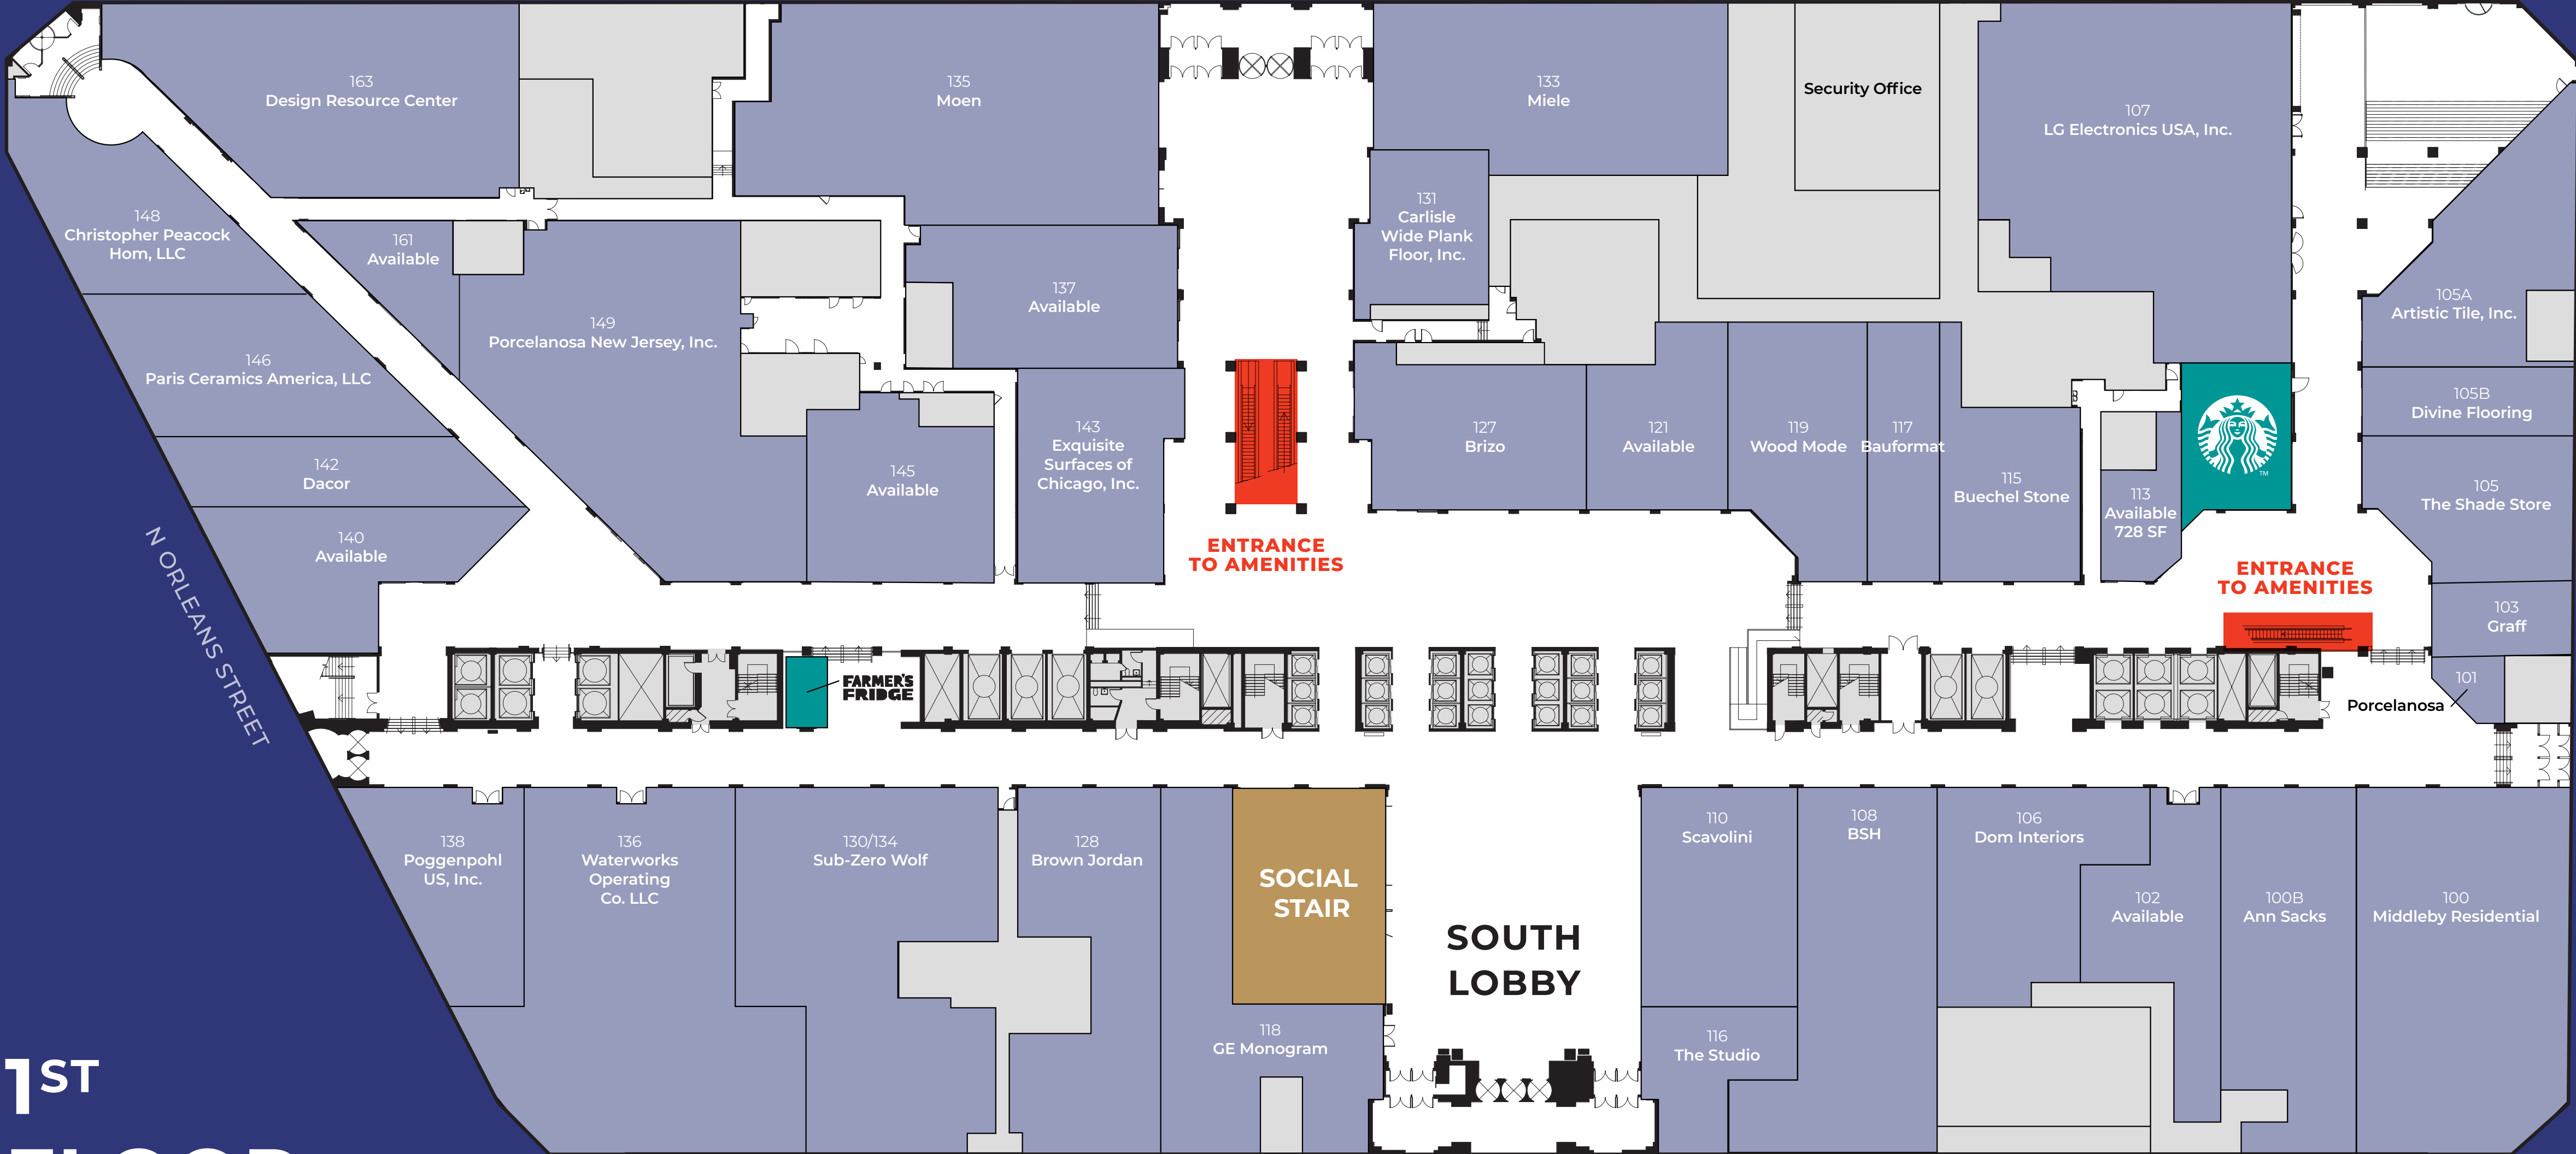 163
Design Resource Center
135
Moen
133
Miele
Security Office
107
LG Electronics USA, Inc.
148
Christopher Peacock
Hom, LLC
161
Available
149
Porcelanosa New Jersey, Inc.
137
Available
131
Carlisle
Wide Plank
Floor, Inc.
105A
Artistic Tile, Inc.
146
Paris Ceramics America, LLC
105B
Divine Flooring
142
Dacor
145
Available
143
Exquisite
Surfaces of
Chicago, Inc.
127
Brizo
121
Available
119
Wood Mode
117
Bauformat
115
Buechel Stone
113
Available
728 SF
TM
105
The Shade Store
140
Available
ENTRANCE
TO AMENITIES
ENTRANCE
TO AMENITIES
103
Graff
N ORLEANS STREET
FARMER'S
FRIDGE
101
Porcelanosa
138
Poggenpohl
US, Inc.
136
Waterworks
Operating
Co. LLC
130/134
Sub-Zero Wolf
128
Brown Jordan
SOCIAL
STAIR
118
GE Monogram
SOUTH
LOBBY
110
Scavolini
116
The Studio
108
BSH
106
Dom Interiors
102
Available
100B
Ann Sacks
100
Middleby Residential
1ST
FLOOR